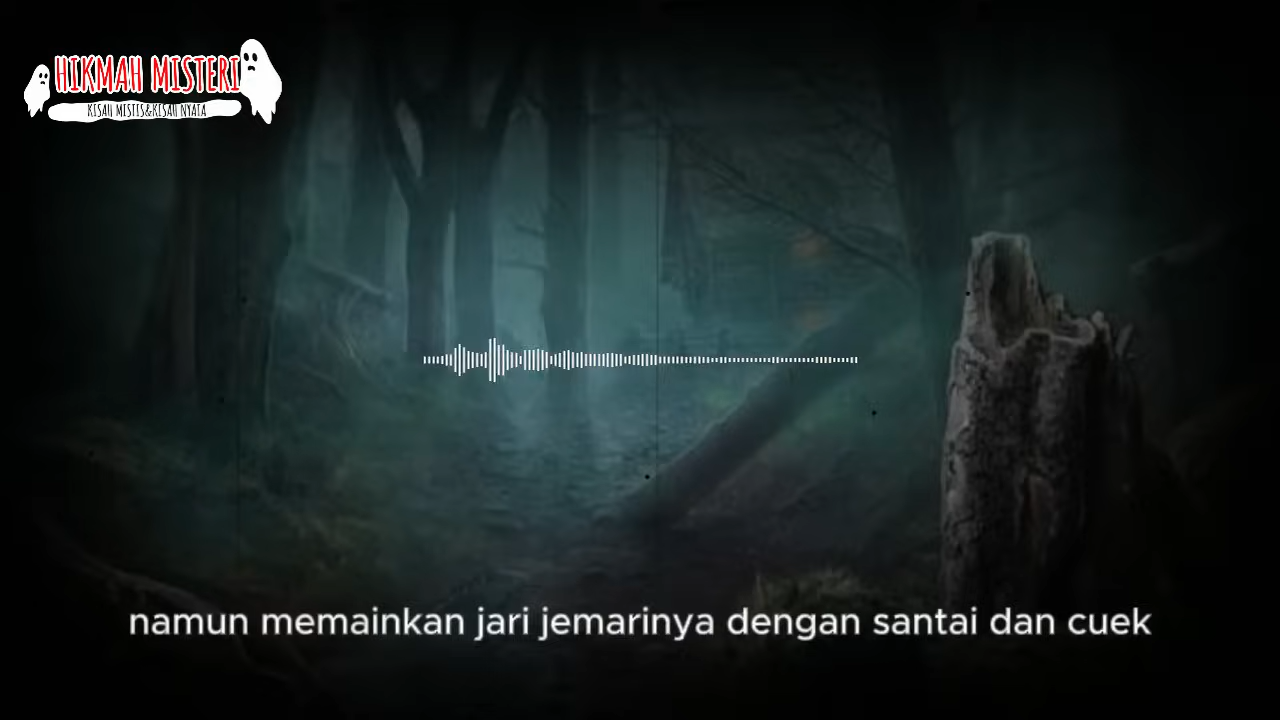 HIKMAH MISTERI
KISAH MISTIS&KISAH NYATA
namun memainkan jari jemarinya dengan santai dan cuek